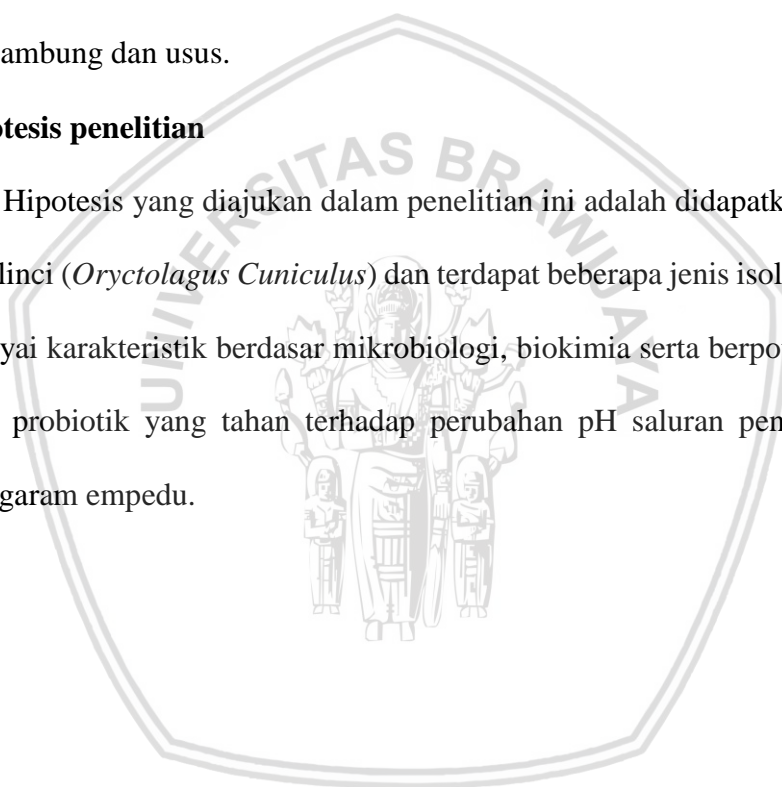 ambung dan usus.
otesis penelitian
Hipotesis yang diajukan dalam penelitian ini adalah didapatk
linci (Oryctolagus Cuniculus) dan terdapat beberapa jenis isol
yai karakteristik berdasar mikrobiologi, biokimia serta berpo
probiotik yang tahan terhadap perubahan pH saluran pen
garam empedu.
UNIVERSITAS BRAWIJAYA